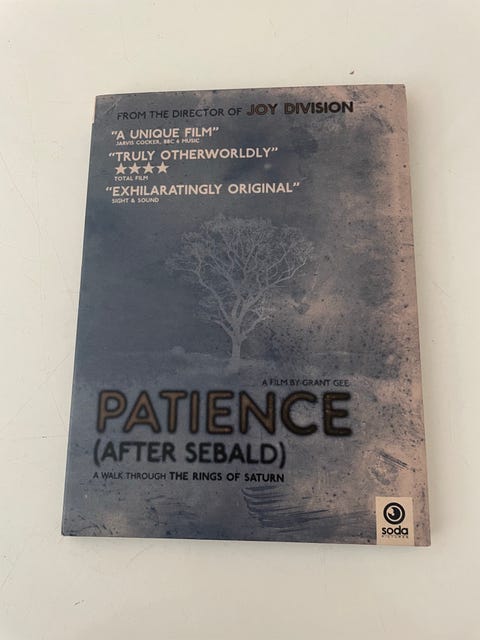 FROM THE DIRECTOR OF JOY DIVISION
"A UNIQUE FILM"
JARVIS COCKER, BBC 6 MUSIC
"TRULY OTHERWORLDLY"
★★★★
TOTAL FILM
"EXHILARATINGLY ORIGINAL"
SIGHT & SOUND
A FILM BY GRANT GEE
PATIENCE
(AFTER SEBALD)
A WALK THROUGH THE RINGS OF SATURN
soda
PICTURES